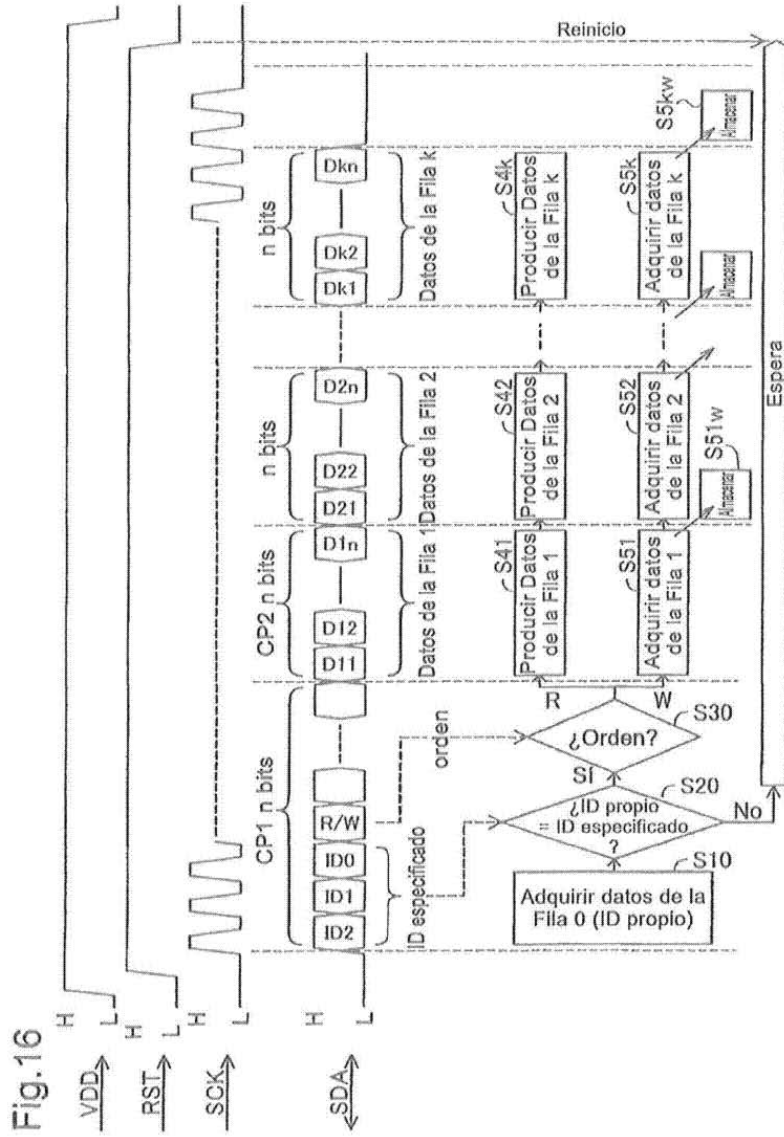 Fig.16
VDD
H
L
RST
H
L
SCK
H
L
SDA
H
L
CP1 n bits
ID2
ID1
ID0
R/W
ID especificado
orden
CP2 n bits
D11
D12
D1n
Datos de la Fila 1
n bits
D21
D22
D2n
Datos de la Fila 2
n bits
Dk1
Dk2
Dkn
Datos de la Fila k
Reinicio
S10
Adquirir datos de la
Fila 0 (ID propio)
S20
¿ID propio
= ID especificado
?
Sí
No
S30
¿Orden?
R
W
S41
Producir Datos
de la Fila 1
S42
Producir Datos
de la Fila 2
S4k
Producir Datos
de la Fila k
S51
Adquirir datos
de la Fila 1
S52
Adquirir datos
de la Fila 2
S5k
Adquirir datos
de la Fila k
S51w
Almacenar
Almacenar
S5kw
Almacenar
Espera